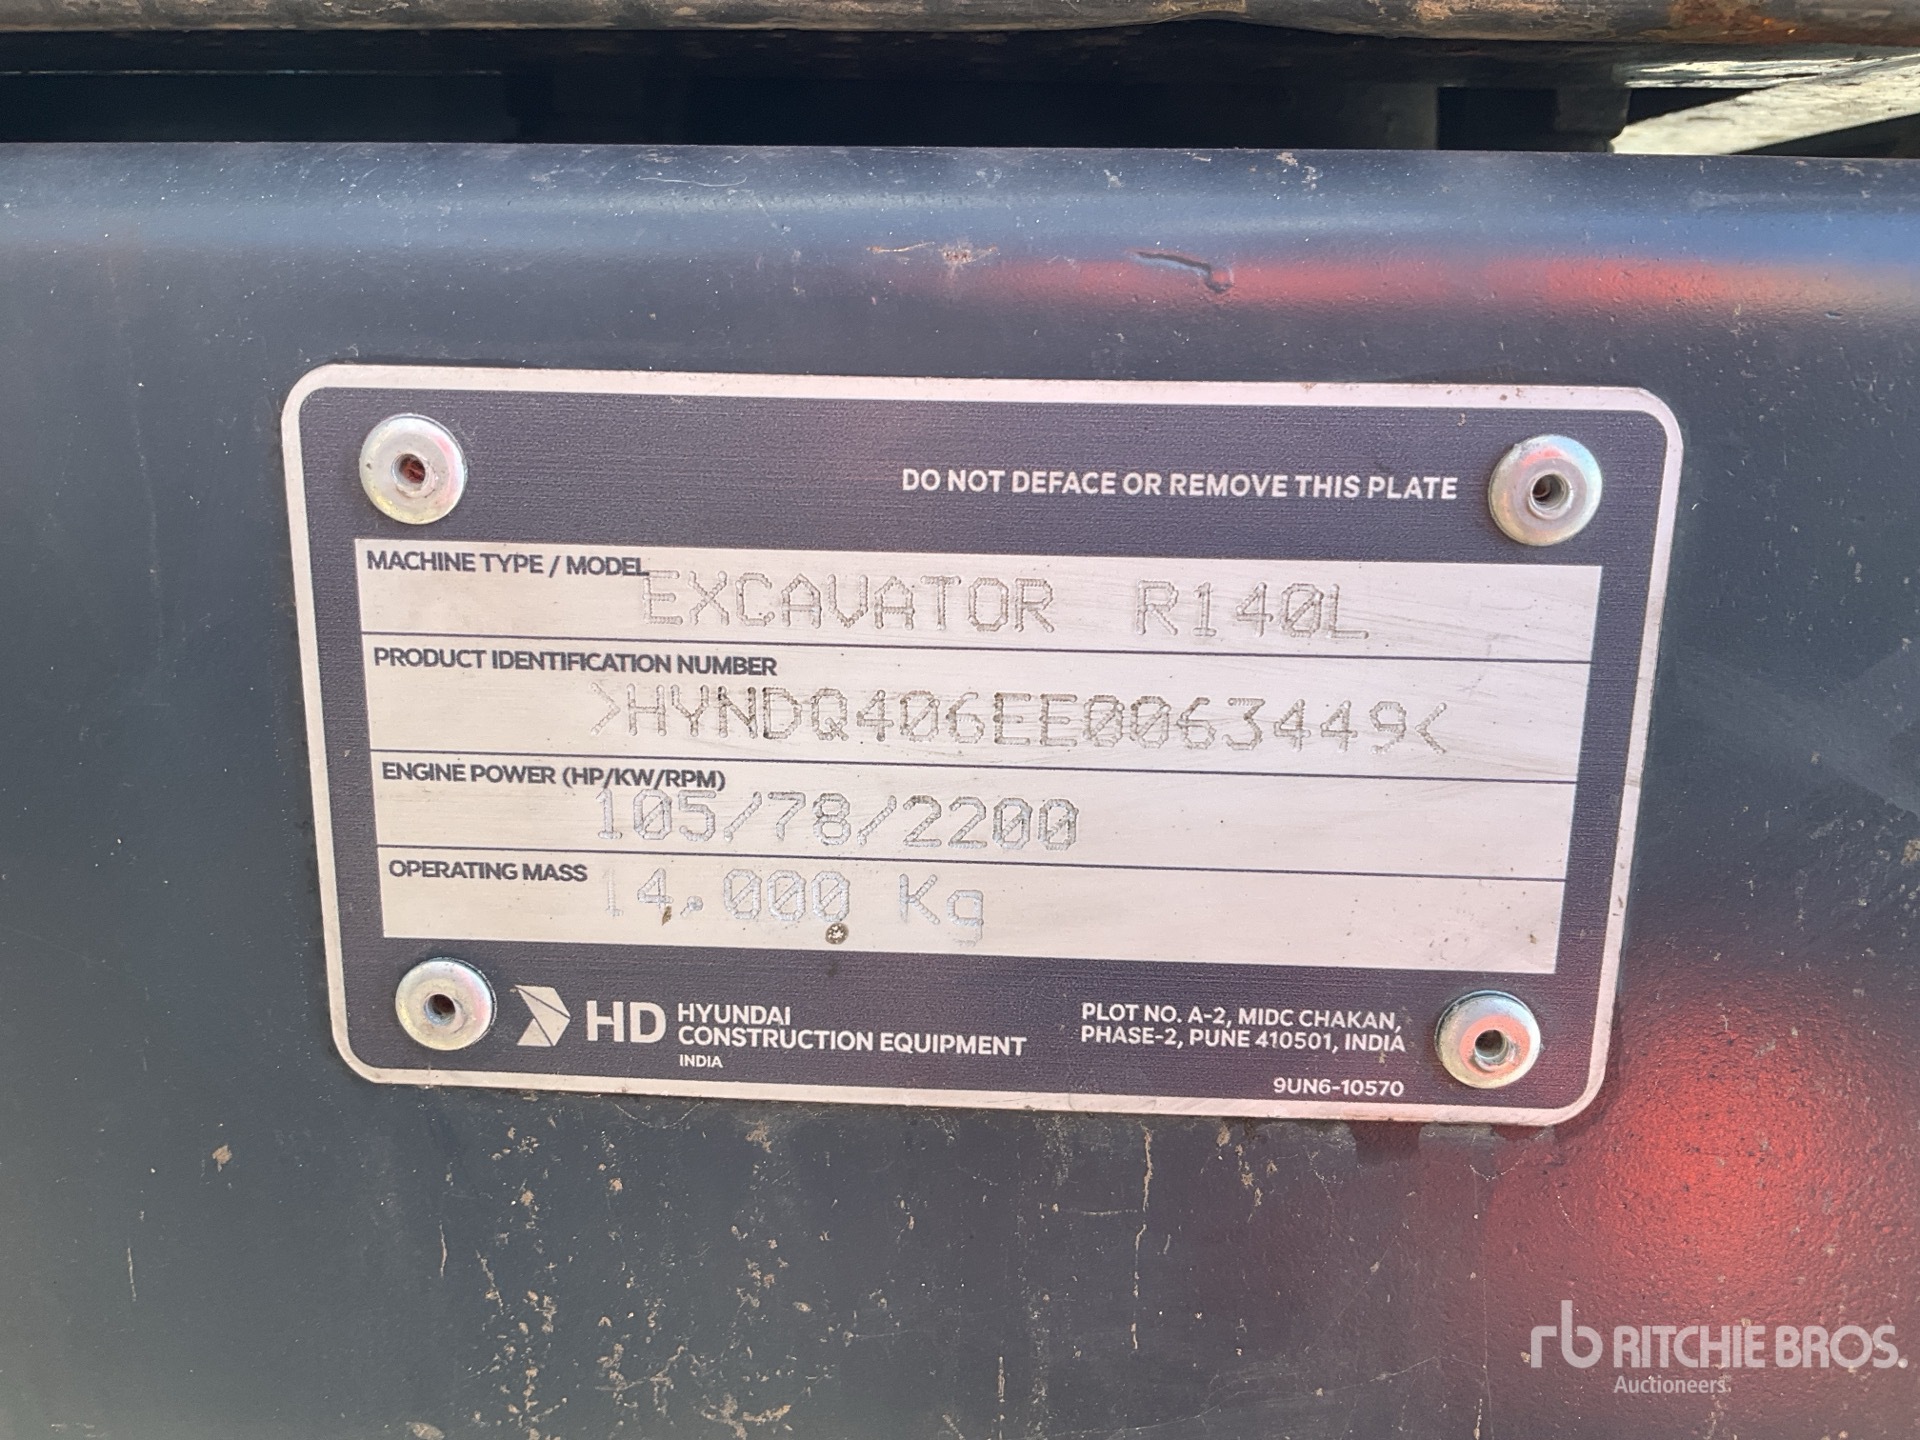 DO NOT DEFACE OR REMOVE THIS PLATE
MACHINE TYPE / MODEL
EXCAVATOR R140L
PRODUCT IDENTIFICATION NUMBER
>HYNDQ406EE0063449<
ENGINE POWER (HP/KW/RPM)
105/78/2200
OPERATING MASS
14,000 Kg
HD HYUNDAI
CONSTRUCTION EQUIPMENT
INDIA
PLOT NO. A-2, MIDC CHAKAN,
PHASE-2, PUNE 410501, INDIA
9UN6-10570
rb RITCHIE BROS.
Auctioneers